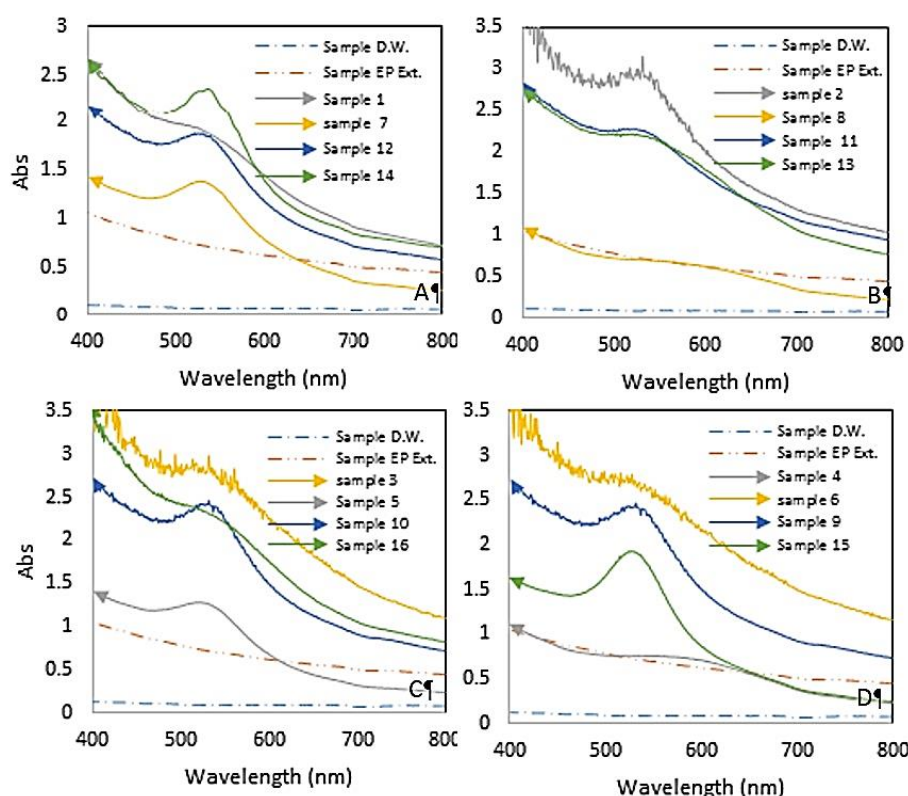 3
2.5
2
1.5
1
0.5
0
Abs
Sample D.W.
Sample EP Ext.
Sample 1
sample 7
Sample 12
Sample 14
A¶
400 500 600 700 800
Wavelength (nm)
3.5
3
2.5
2
1.5
1
0.5
0
Sample D.W.
Sample EP Ext.
sample 2
Sample 8
Sample 11
Sample 13
B¶
400 500 600 700 800
Wavelength (nm)
3.5
3
2.5
2
1.5
1
0.5
0
Abs
Sample D.W.
Sample EP Ext.
sample 3
Sample 5
Sample 10
Sample 16
C¶
400 500 600 700 800
Wavelength (nm)
3.5
3
2.5
2
1.5
1
0.5
0
Sample D.W.
Sample EP Ext.
Sample 4
sample 6
Sample 9
Sample 15
D¶
400 500 600 700 800
Wavelength (nm)